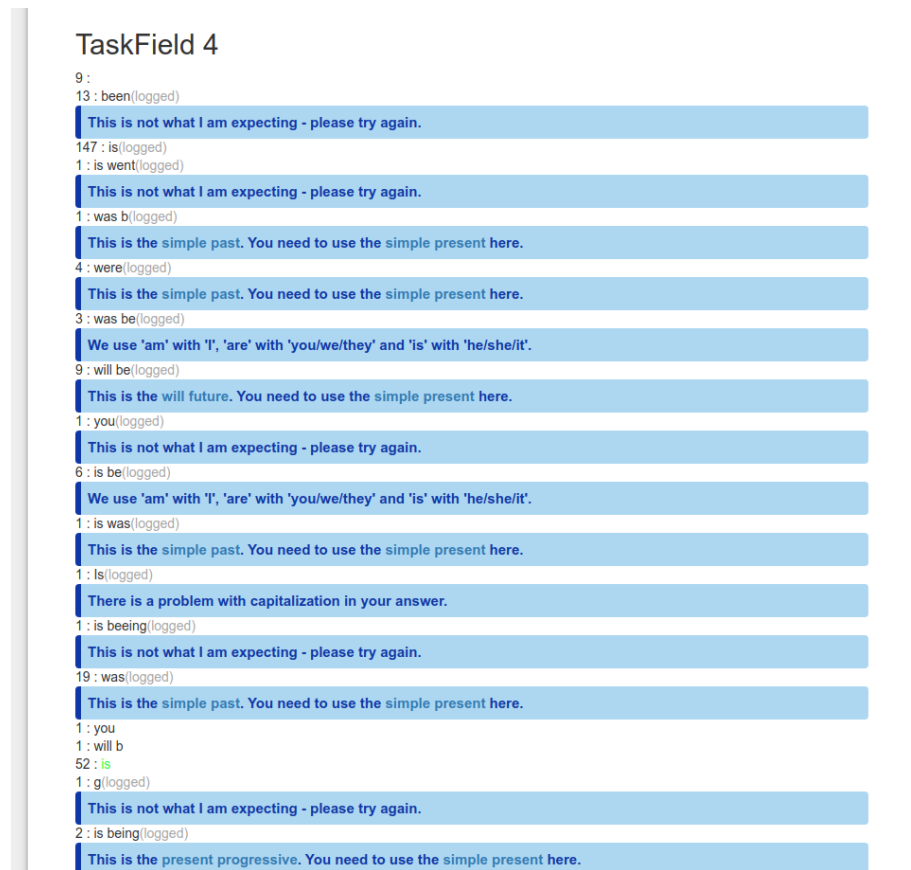 TaskField 4
9 :
13 : been(logged)
This is not what I am expecting - please try again.
147 : is(logged)
1 : is went(logged)
This is not what I am expecting - please try again.
1 : was b(logged)
This is the simple past. You need to use the simple present here.
4 : were(logged)
This is the simple past. You need to use the simple present here.
3 : was be(logged)
We use 'am' with 'I', 'are' with 'you/we/they' and 'is' with 'he/she/it'.
9 : will be(logged)
This is the will future. You need to use the simple present here.
1 : you(logged)
This is not what I am expecting - please try again.
6 : is be(logged)
We use 'am' with 'I', 'are' with 'you/we/they' and 'is' with 'he/she/it'.
1 : is was(logged)
This is the simple past. You need to use the simple present here.
1 : Is(logged)
There is a problem with capitalization in your answer.
1 : is beeing(logged)
This is not what I am expecting - please try again.
19 : was(logged)
This is the simple past. You need to use the simple present here.
1 : you
1 : will b
52 : is
1 : g(logged)
This is not what I am expecting - please try again.
2 : is being(logged)
This is the present progressive. You need to use the simple present here.